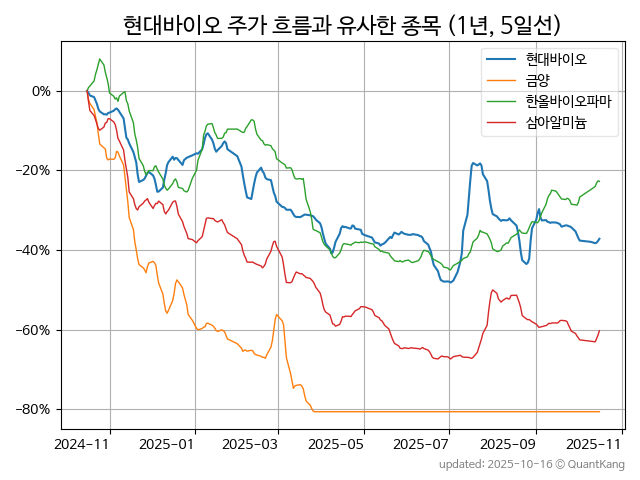 현대바이오 주가 흐름과 유사한 종목 (1년, 5일선)
현대바이오
금양
한올바이오파마
삼아알미늄
0%
−20%
−40%
−60%
−80%
2024-11
2025-01
2025-03
2025-05
2025-07
2025-09
2025-11
updated: 2025-10-16 © QuantKang